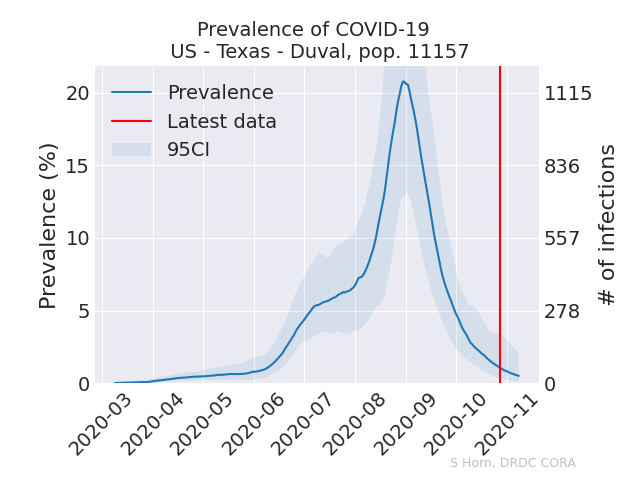 Prevalence of COVID-19
US - Texas - Duval, pop. 11157
Prevalence
Latest data
95CI
Prevalence (%)
20
15
10
5
0
1115
836
557
278
0
# of infections
2020-03
2020-04
2020-05
2020-06
2020-07
2020-08
2020-09
2020-10
2020-11
S Horn, DRDC CORA